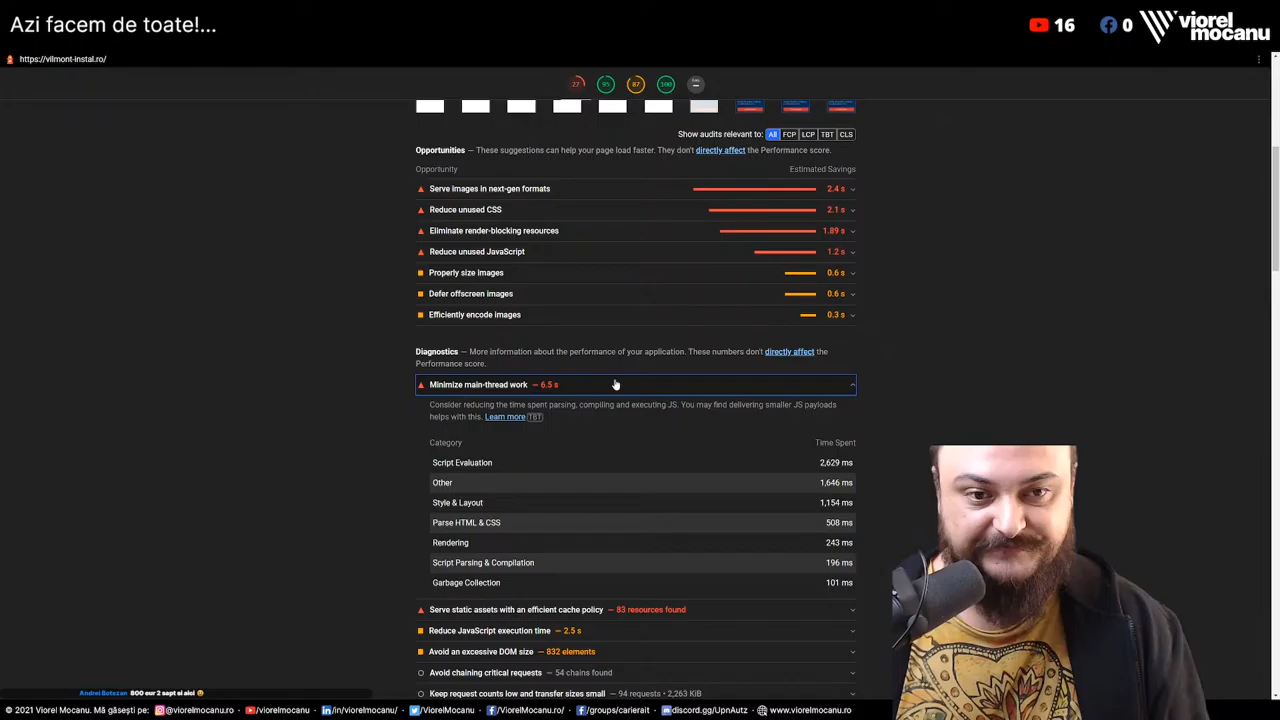 Azi facem de toate!...
16
0
viorel
mocanu
https://vilmont-instal.ro/
27
95
87
100
Show audits relevant to: All FCP LCP TBT CLS
Opportunities — These suggestions can help your page load faster. They don't directly affect the Performance score.
Opportunity Estimated Savings
Serve images in next-gen formats 2.4 s
Reduce unused CSS 2.1 s
Eliminate render-blocking resources 1.89 s
Reduce unused JavaScript 1.2 s
Properly size images 0.6 s
Defer offscreen images 0.6 s
Efficiently encode images 0.3 s
Diagnostics — More information about the performance of your application. These numbers don't directly affect the
Performance score.
Minimize main-thread work — 6.5 s
Consider reducing the time spent parsing, compiling and executing JS. You may find delivering smaller JS payloads
helps with this. Learn more TBT
Category Time Spent
Script Evaluation 2,629 ms
Other 1,646 ms
Style & Layout 1,154 ms
Parse HTML & CSS 508 ms
Rendering 243 ms
Script Parsing & Compilation 196 ms
Garbage Collection 101 ms
Serve static assets with an efficient cache policy — 83 resources found
Reduce JavaScript execution time — 2.5 s
Avoid an excessive DOM size — 832 elements
Avoid chaining critical requests — 54 chains found
Keep request counts low and transfer sizes small — 94 requests • 2,263 KiB
Andrei Botezan 800 eur 2 sapt si aici
© 2021 Viorel Mocanu. Mă găsești pe: @viorelmocanu.ro /viorelmocanu /in/viorelmocanu/ /ViorelMocanu /ViorelMocanu.ro/ /groups/carierait discord.gg/UpnAutz www.viorelmocanu.ro